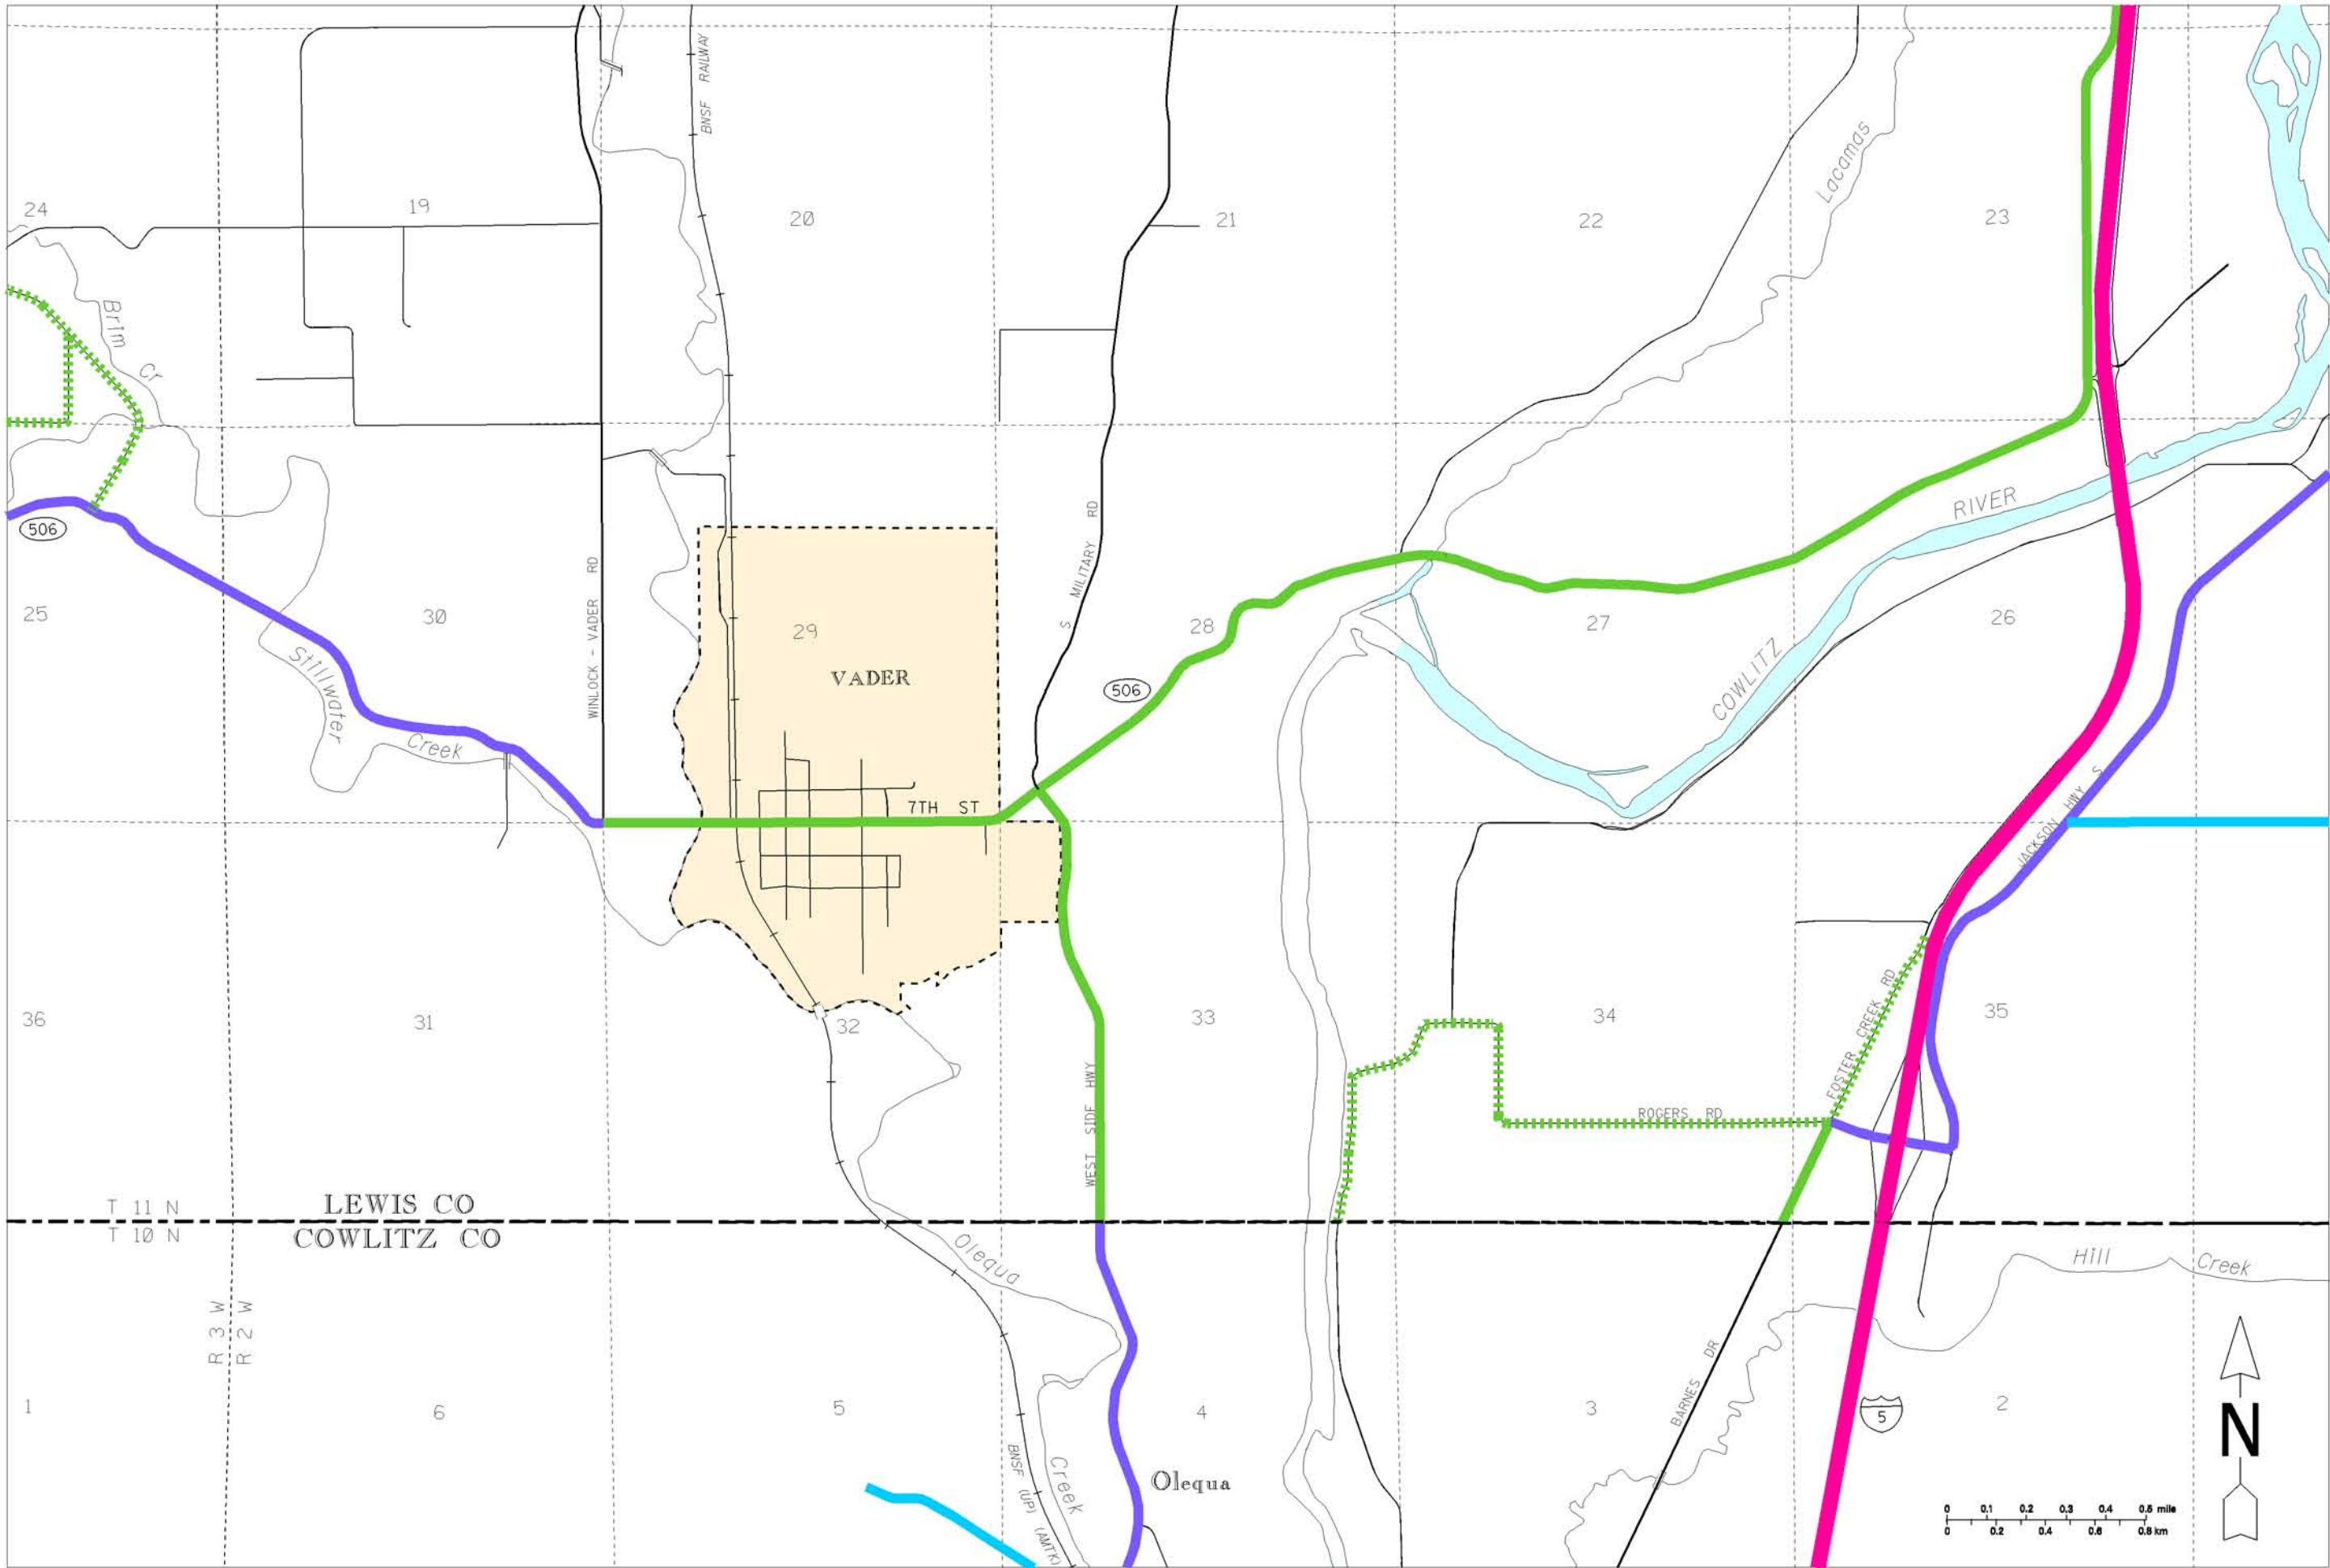 BNSF RAILWAY
Lacamas
24
19
20
21
22
23
Brim
Cr
RIVER
506
S MILITARY RD
WINLOCK - VADER RD
25
30
29
28
27
26
VADER
506
COWLITZ
Stillwater
Creek
7TH ST
JACKSON HWY S
FOSTER CREEK RD
36
31
32
33
34
35
WEST SIDE HWY
ROGERS RD
T 11 N
LEWIS CO
T 10 N
COWLITZ CO
Olequa
Hill
Creek
R 3 W
R 2 W
BARNES DR
1
6
5
4
3
2
5
N
BNSF (UP) (AMTK)
Creek
Olequa
0 0.1 0.2 0.3 0.4 0.5 mile
0 0.2 0.4 0.6 0.8 km